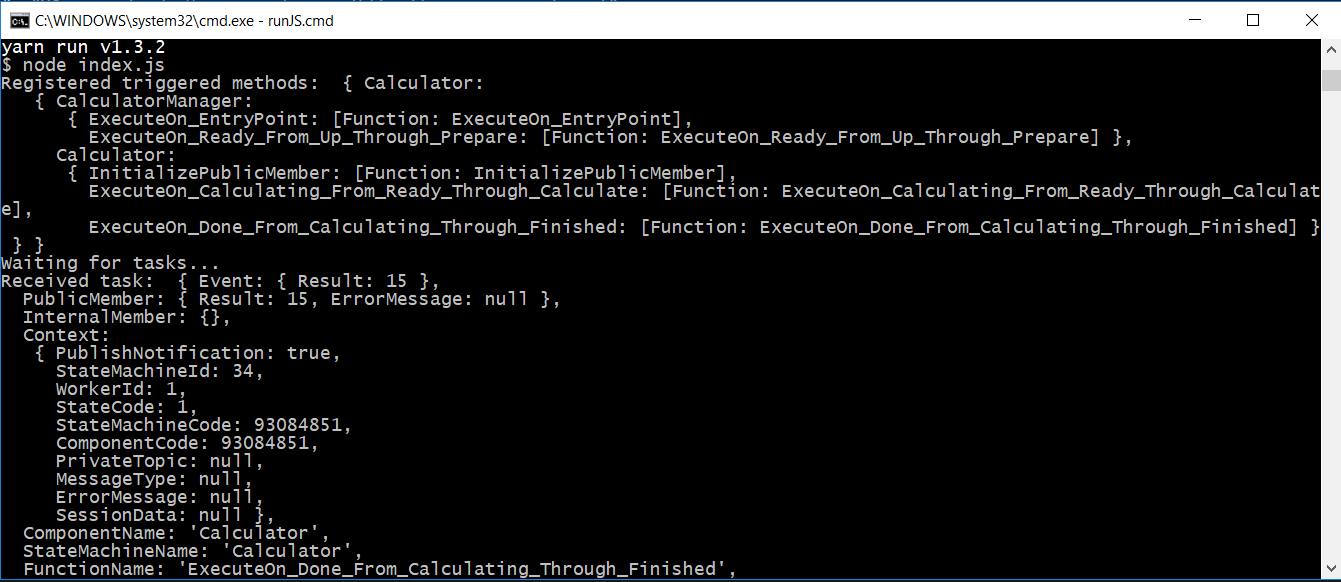 C:\WINDOWS\system32\cmd.exe - runJS.cmd
yarn run v1.3.2
$ node index.js
Registered triggered methods:  { Calculator:
   { CalculatorManager:
      { ExecuteOn_EntryPoint: [Function: ExecuteOn_EntryPoint],
        ExecuteOn_Ready_From_Up_Through_Prepare: [Function: ExecuteOn_Ready_From_Up_Through_Prepare] },
     Calculator:
      { InitializePublicMember: [Function: InitializePublicMember],
        ExecuteOn_Calculating_From_Ready_Through_Calculate: [Function: ExecuteOn_Calculating_From_Ready_Through_Calculat
e],
        ExecuteOn_Done_From_Calculating_Through_Finished: [Function: ExecuteOn_Done_From_Calculating_Through_Finished] }
 } }
Waiting for tasks...
Received task:  { Event: { Result: 15 },
  PublicMember: { Result: 15, ErrorMessage: null },
  InternalMember: {},
  Context:
   { PublishNotification: true,
     StateMachineId: 34,
     WorkerId: 1,
     StateCode: 1,
     StateMachineCode: 93084851,
     ComponentCode: 93084851,
     PrivateTopic: null,
     MessageType: null,
     ErrorMessage: null,
     SessionData: null },
  ComponentName: 'Calculator',
  StateMachineName: 'Calculator',
  FunctionName: 'ExecuteOn_Done_From_Calculating_Through_Finished',